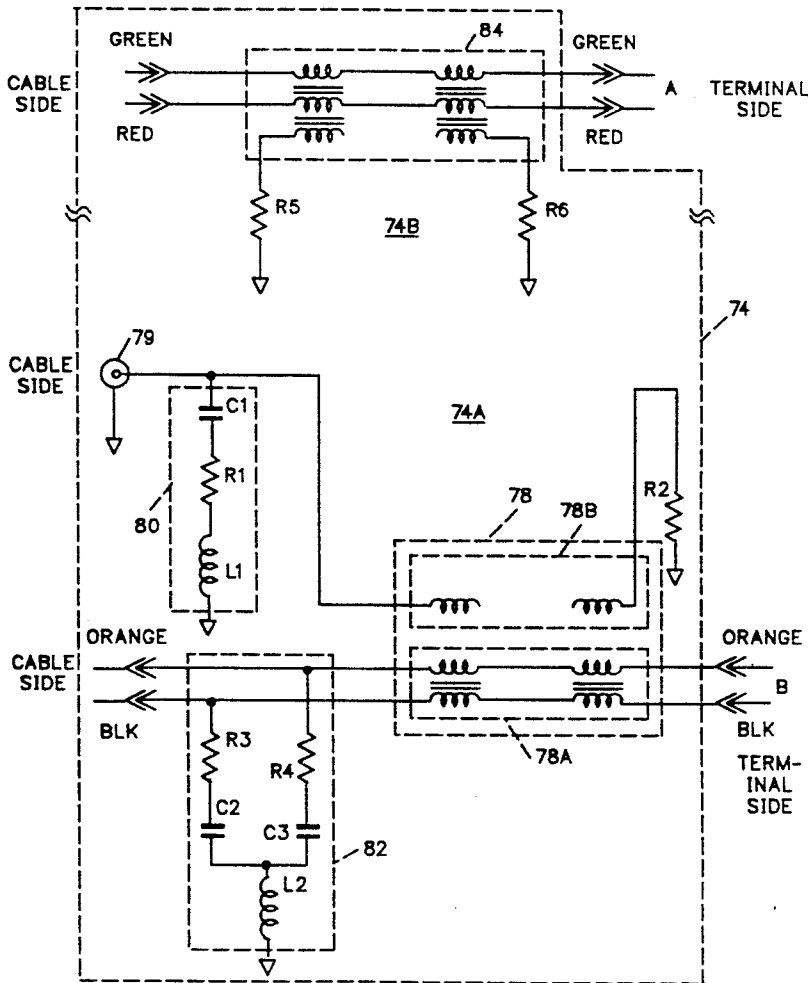 84
GREEN
GREEN
CABLE
SIDE
A
TERMINAL
SIDE
RED
RED
R5
R6
74B
74
79
CABLE
SIDE
C1
74A
R1
R2
78
78B
80
L1
ORANGE
ORANGE
CABLE
SIDE
B
BLK
BLK
R3
R4
78A
TERM-
INAL
SIDE
C2
C3
82
L2